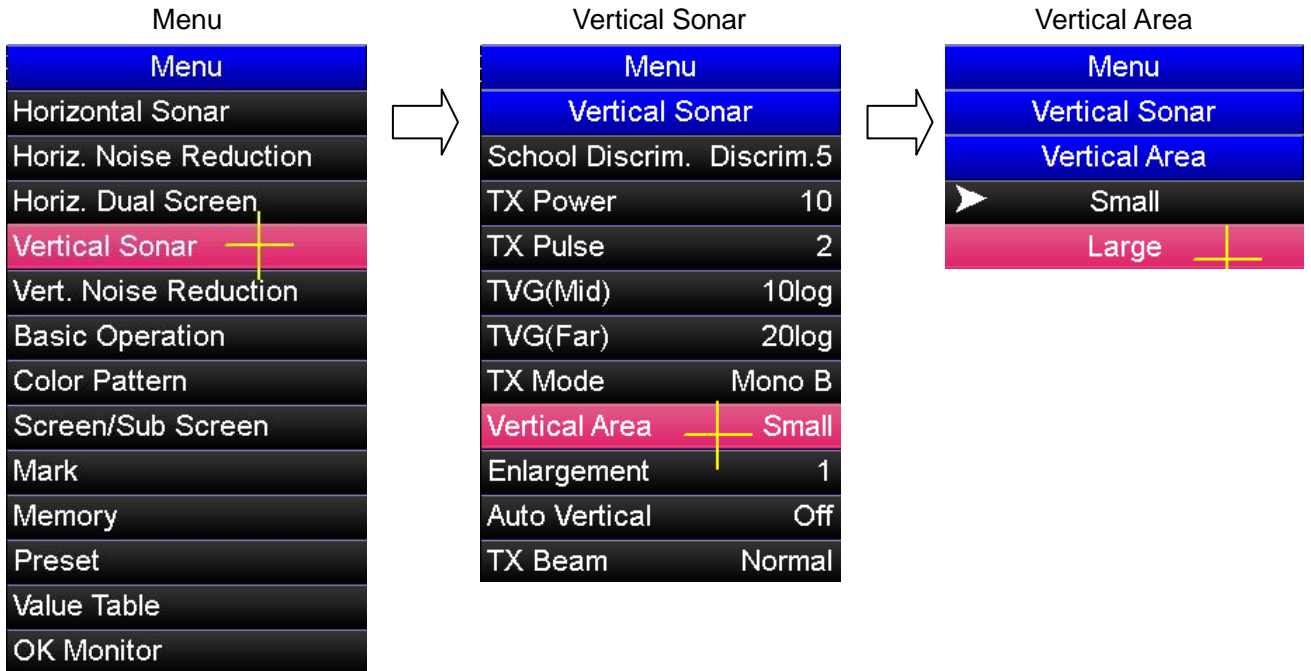 Menu
Menu
Horizontal Sonar
Horiz. Noise Reduction
Horiz. Dual Screen
Vertical Sonar
Vert. Noise Reduction
Basic Operation
Color Pattern
Screen/Sub Screen
Mark
Memory
Preset
Value Table
OK Monitor
Vertical Sonar
Menu
Vertical Sonar
School Discrim. Discrim.5
TX Power 10
TX Pulse 2
TVG(Mid) 10log
TVG(Far) 20log
TX Mode Mono B
Vertical Area Small
Enlargement 1
Auto Vertical Off
TX Beam Normal
Vertical Area
Menu
Vertical Sonar
Vertical Area
Small
Large